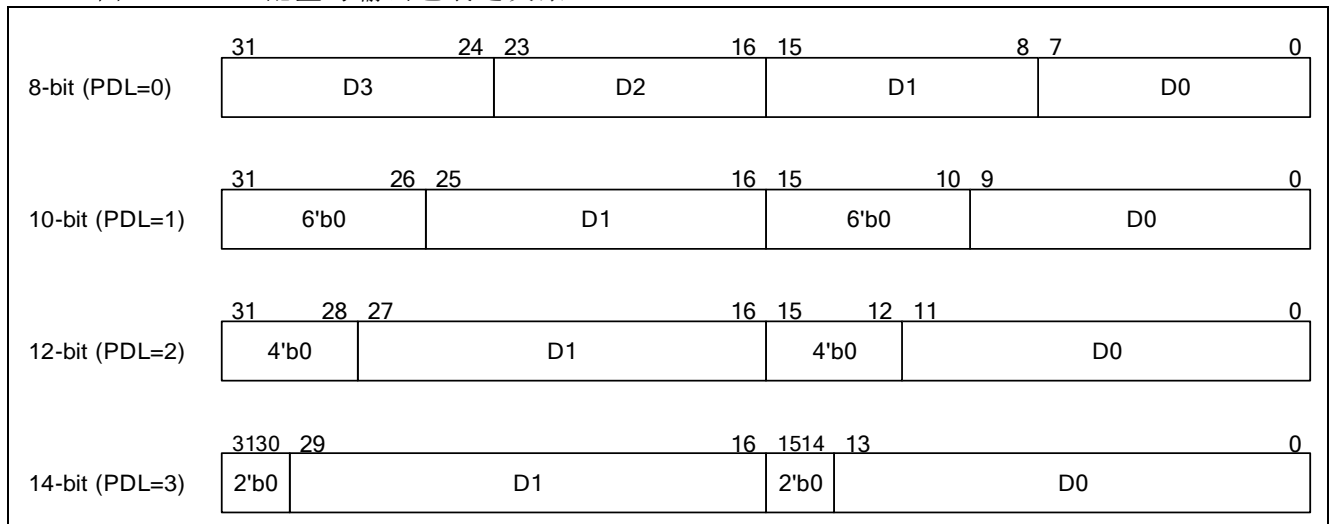 31 24 23 16 15 8 7 0
8-bit (PDL=0) D3 D2 D1 D0
31 26 25 16 15 10 9 0
10-bit (PDL=1) 6'b0 D1 6'b0 D0
31 28 27 16 15 12 11 0
12-bit (PDL=2) 4'b0 D1 4'b0 D0
3130 29 16 1514 13 0
14-bit (PDL=3) 2'b0 D1 2'b0 D0